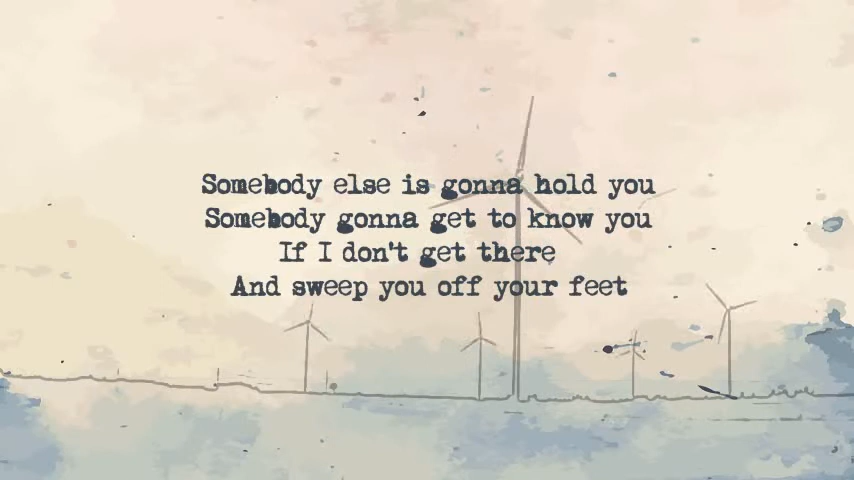 Somebody else is gonna hold you
Somebody gonna get to know you
If I don't get there
And sweep you off your feet